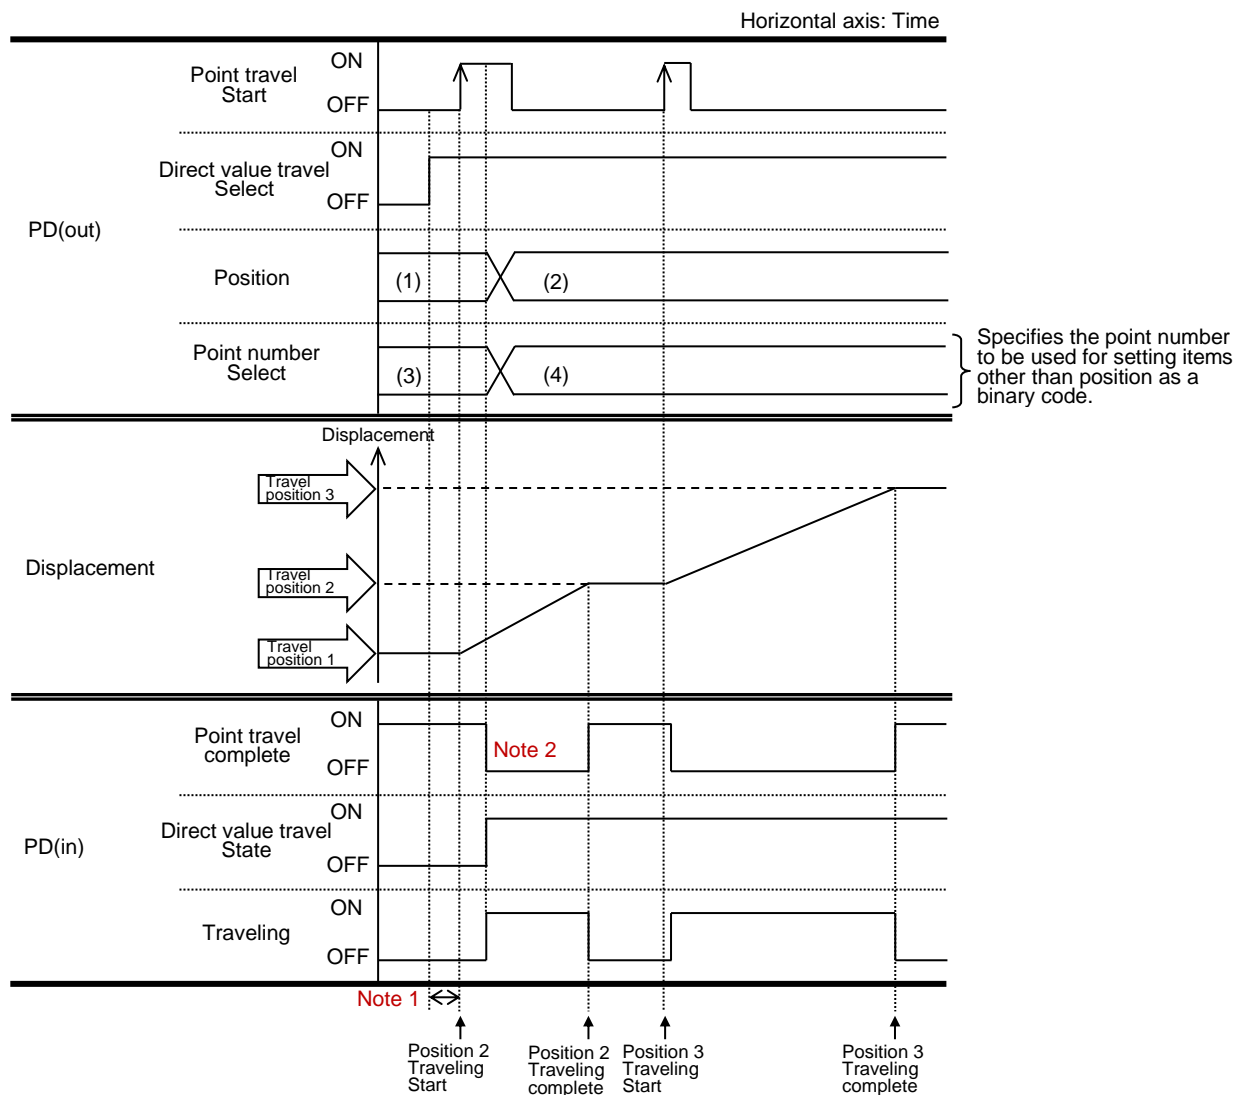 Horizontal axis: Time
PD(out)
Point travel
Start
ON
OFF
Direct value travel
Select
ON
OFF
Position
(1)
(2)
Point number
Select
(3)
(4)
Specifies the point number
to be used for setting items
other than position as a
binary code.
Displacement
Displacement
Travel
position 3
Travel
position 2
Travel
position 1
PD(in)
Point travel
complete
ON
OFF
Note 2
Direct value travel
State
ON
OFF
Traveling
ON
OFF
Note 1
Position 2
Traveling
Start
Position 2
Traveling
complete
Position 3
Traveling
Start
Position 3
Traveling
complete